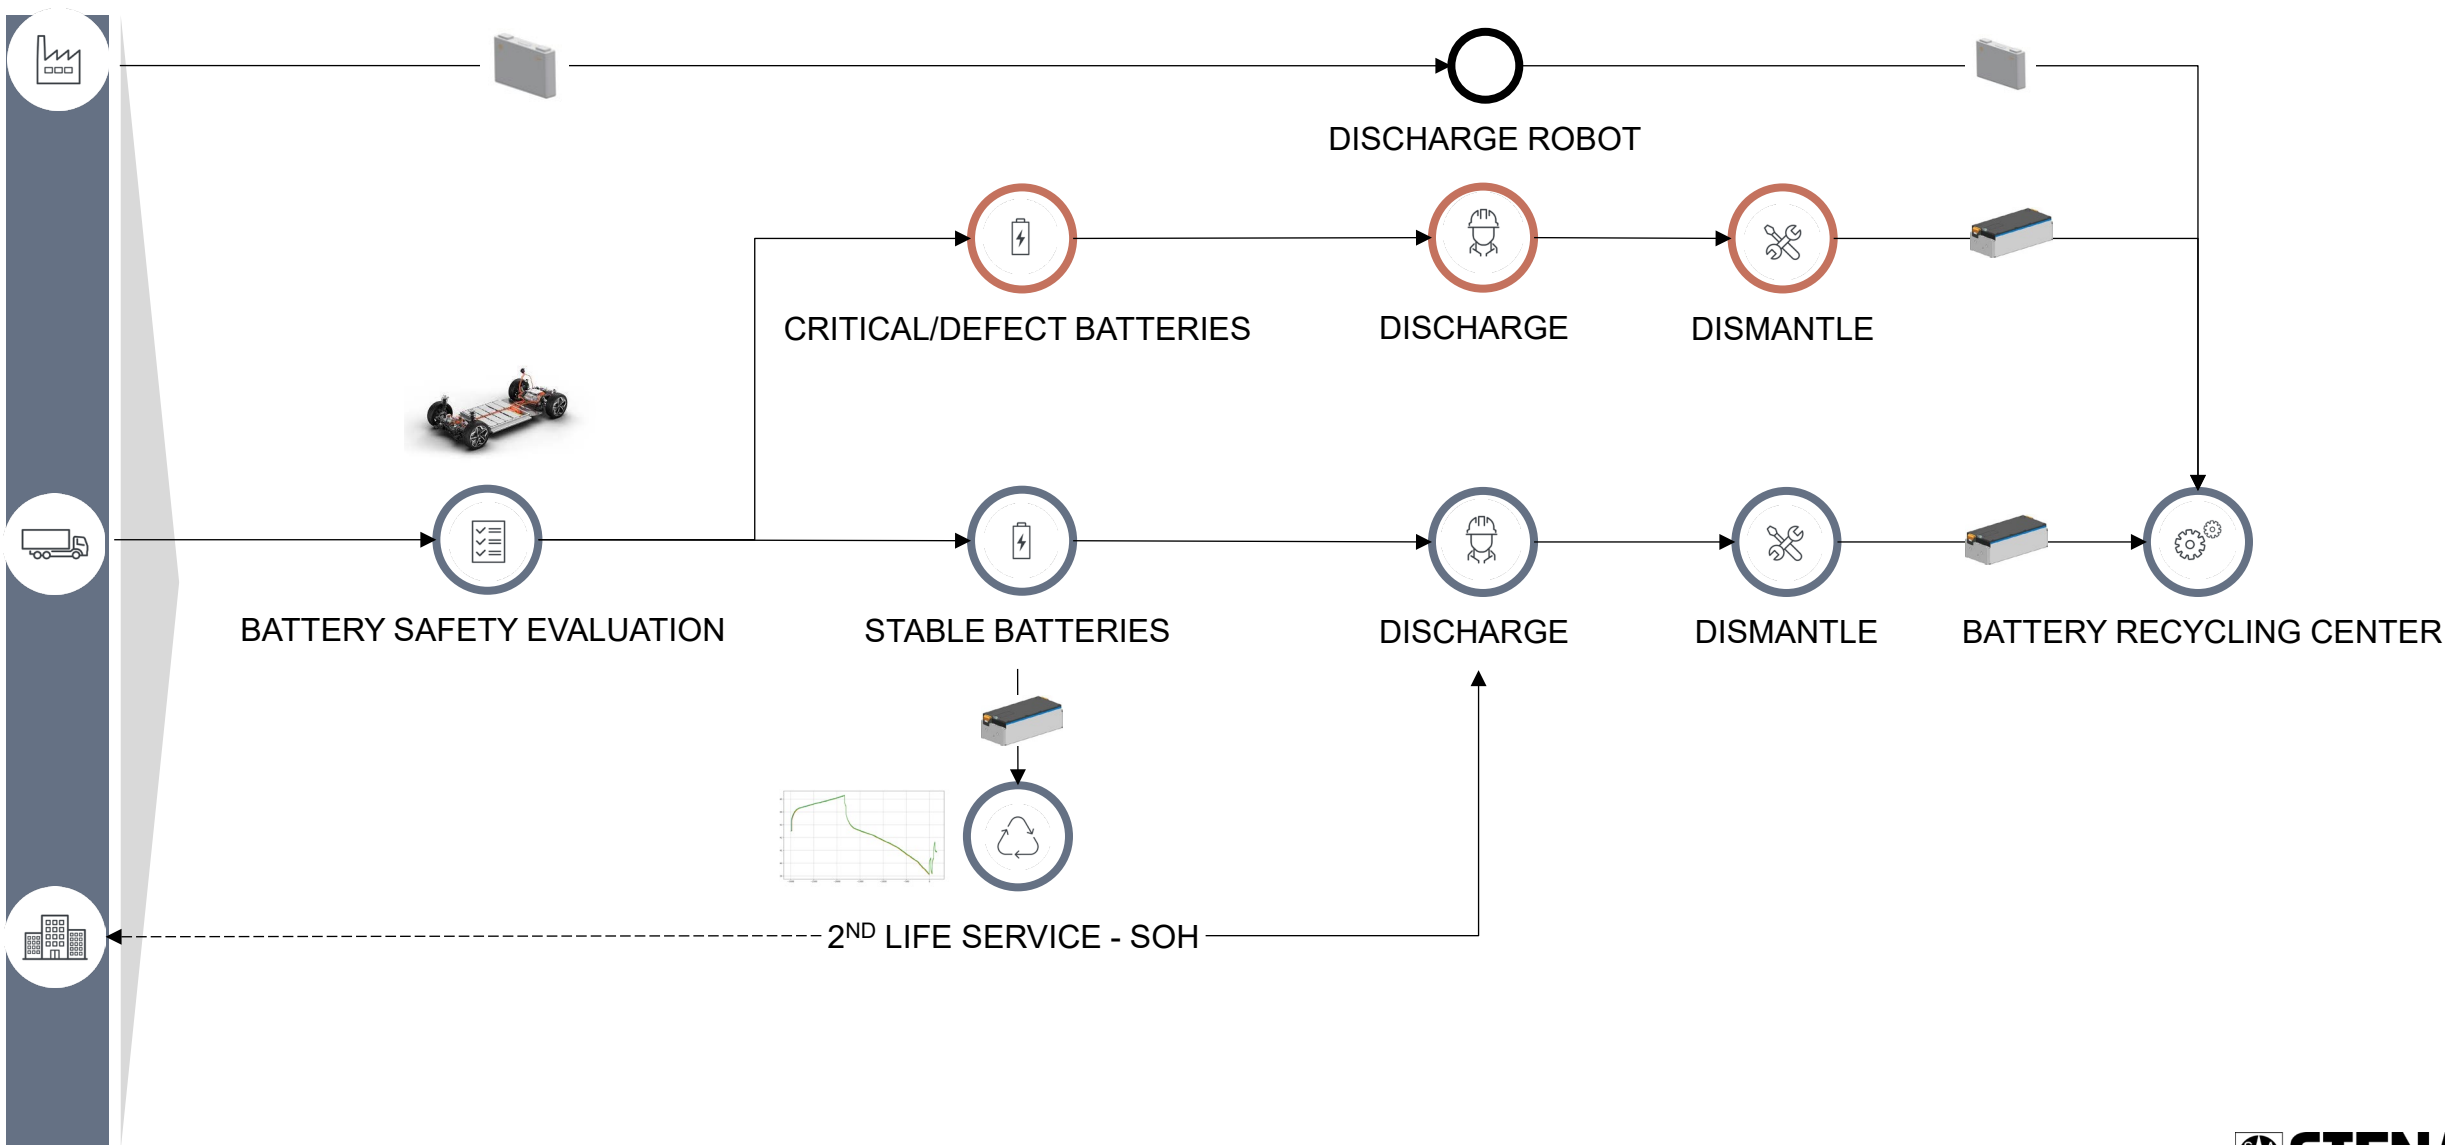 DISCHARGE ROBOT
CRITICAL/DEFECT BATTERIES
DISCHARGE
DISMANTLE
BATTERY SAFETY EVALUATION
STABLE BATTERIES
DISCHARGE
DISMANTLE
BATTERY RECYCLING CENTER
2ND LIFE SERVICE - SOH